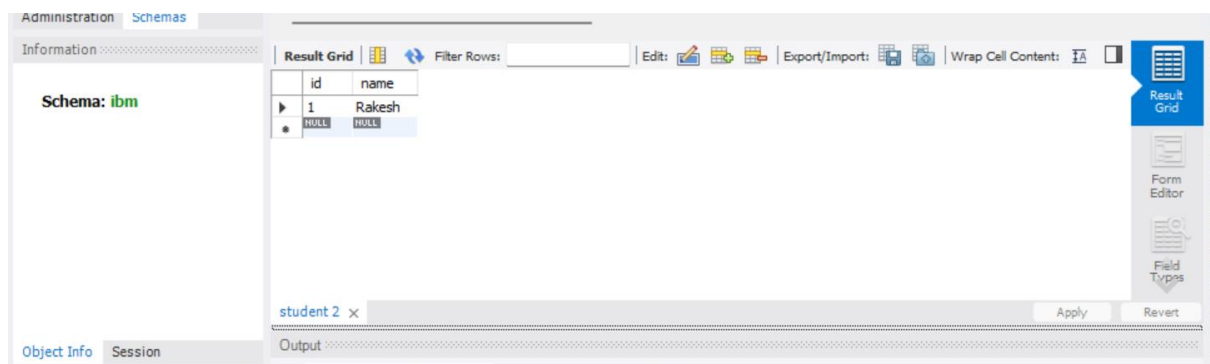 Administration Schemas
Information
Schema: ibm
Object Info Session
Result Grid Filter Rows: Edit: Export/Import: Wrap Cell Content: IA
id name
1 Rakesh
NULL NULL
student 2 ×
Apply Revert
Output
Result
Grid
Form
Editor
Field
Types